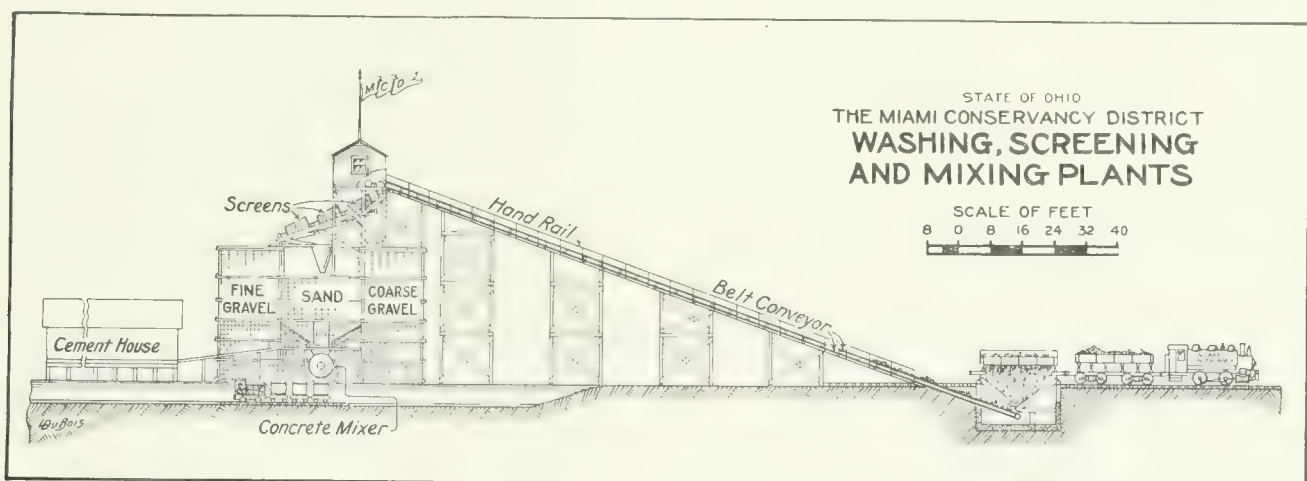 STATE OF OHIO
THE MIAMI CONSERVANCY DISTRICT
WASHING, SCREENING
AND MIXING PLANTS
SCALE OF FEET
8 0 8 16 24 32 40
M C D
Screens
Hand Rail
Belt Conveyor
FINE
GRAVEL
SAND
COARSE
GRAVEL
Cement House
Concrete Mixer
DuBois